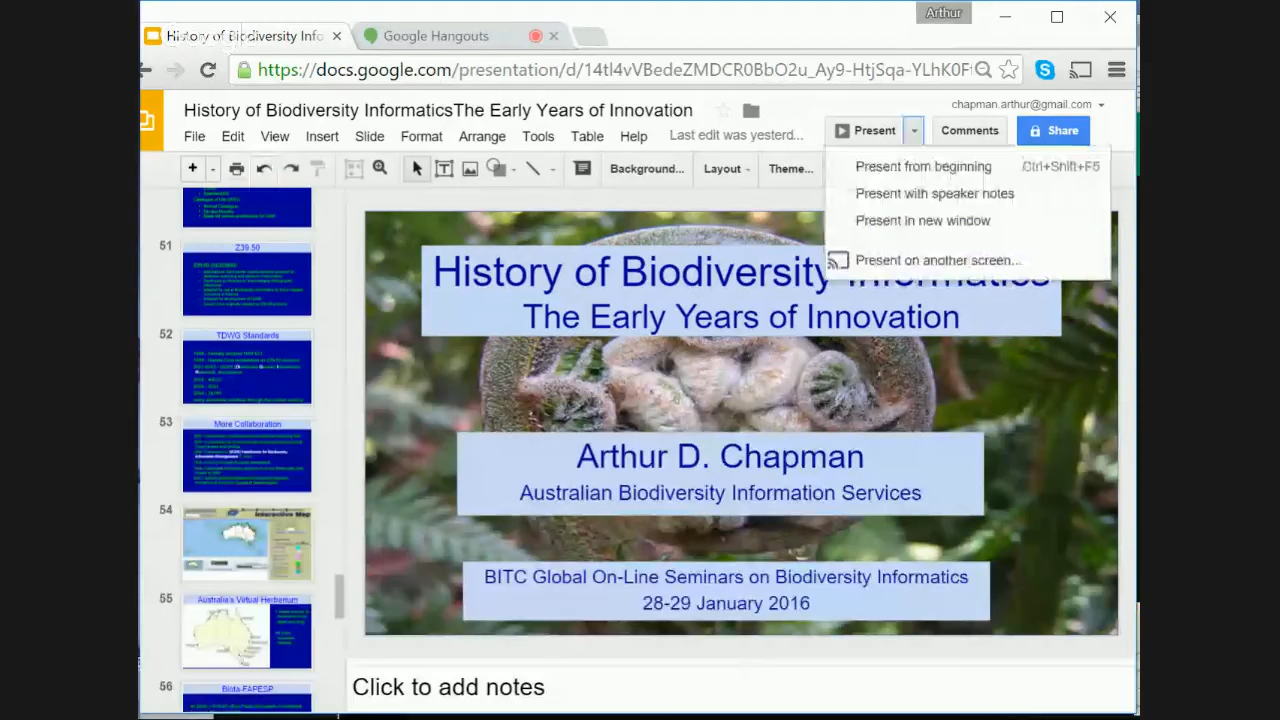 Arthur
History of Biodiversity Info
Google Hangouts
https://docs.google.com/presentation/d/14tl4vVBedeZMDCR0BbO2u_Ay9-HtjSqa-YLhK0F
History of Biodiversity InformatisThe Early Years of Innovation
chapman.arthur@gmail.com
File Edit View Insert Format Slide Arrange Tools Table Help
Last edit was yesterd...
Present
Comments
Share
Background...
Layout
Theme...
Present from beginning Ctrl+Shift+F5
Present with speaker notes
Present in new window
Present on another screen...
51
Z39.50
52
TDWG Standards
53
More Collaboration
54
Interactive Map
55
Australia's Virtual Herbarium
56
Biota-FAPESP
History of Biodiversity Informatics
The Early Years of Innovation
Arthur D. Chapman
Australian Biodiversity Information Services
BITC Global On-Line Seminars on Biodiversity Informatics
28-29 January 2016
Click to add notes